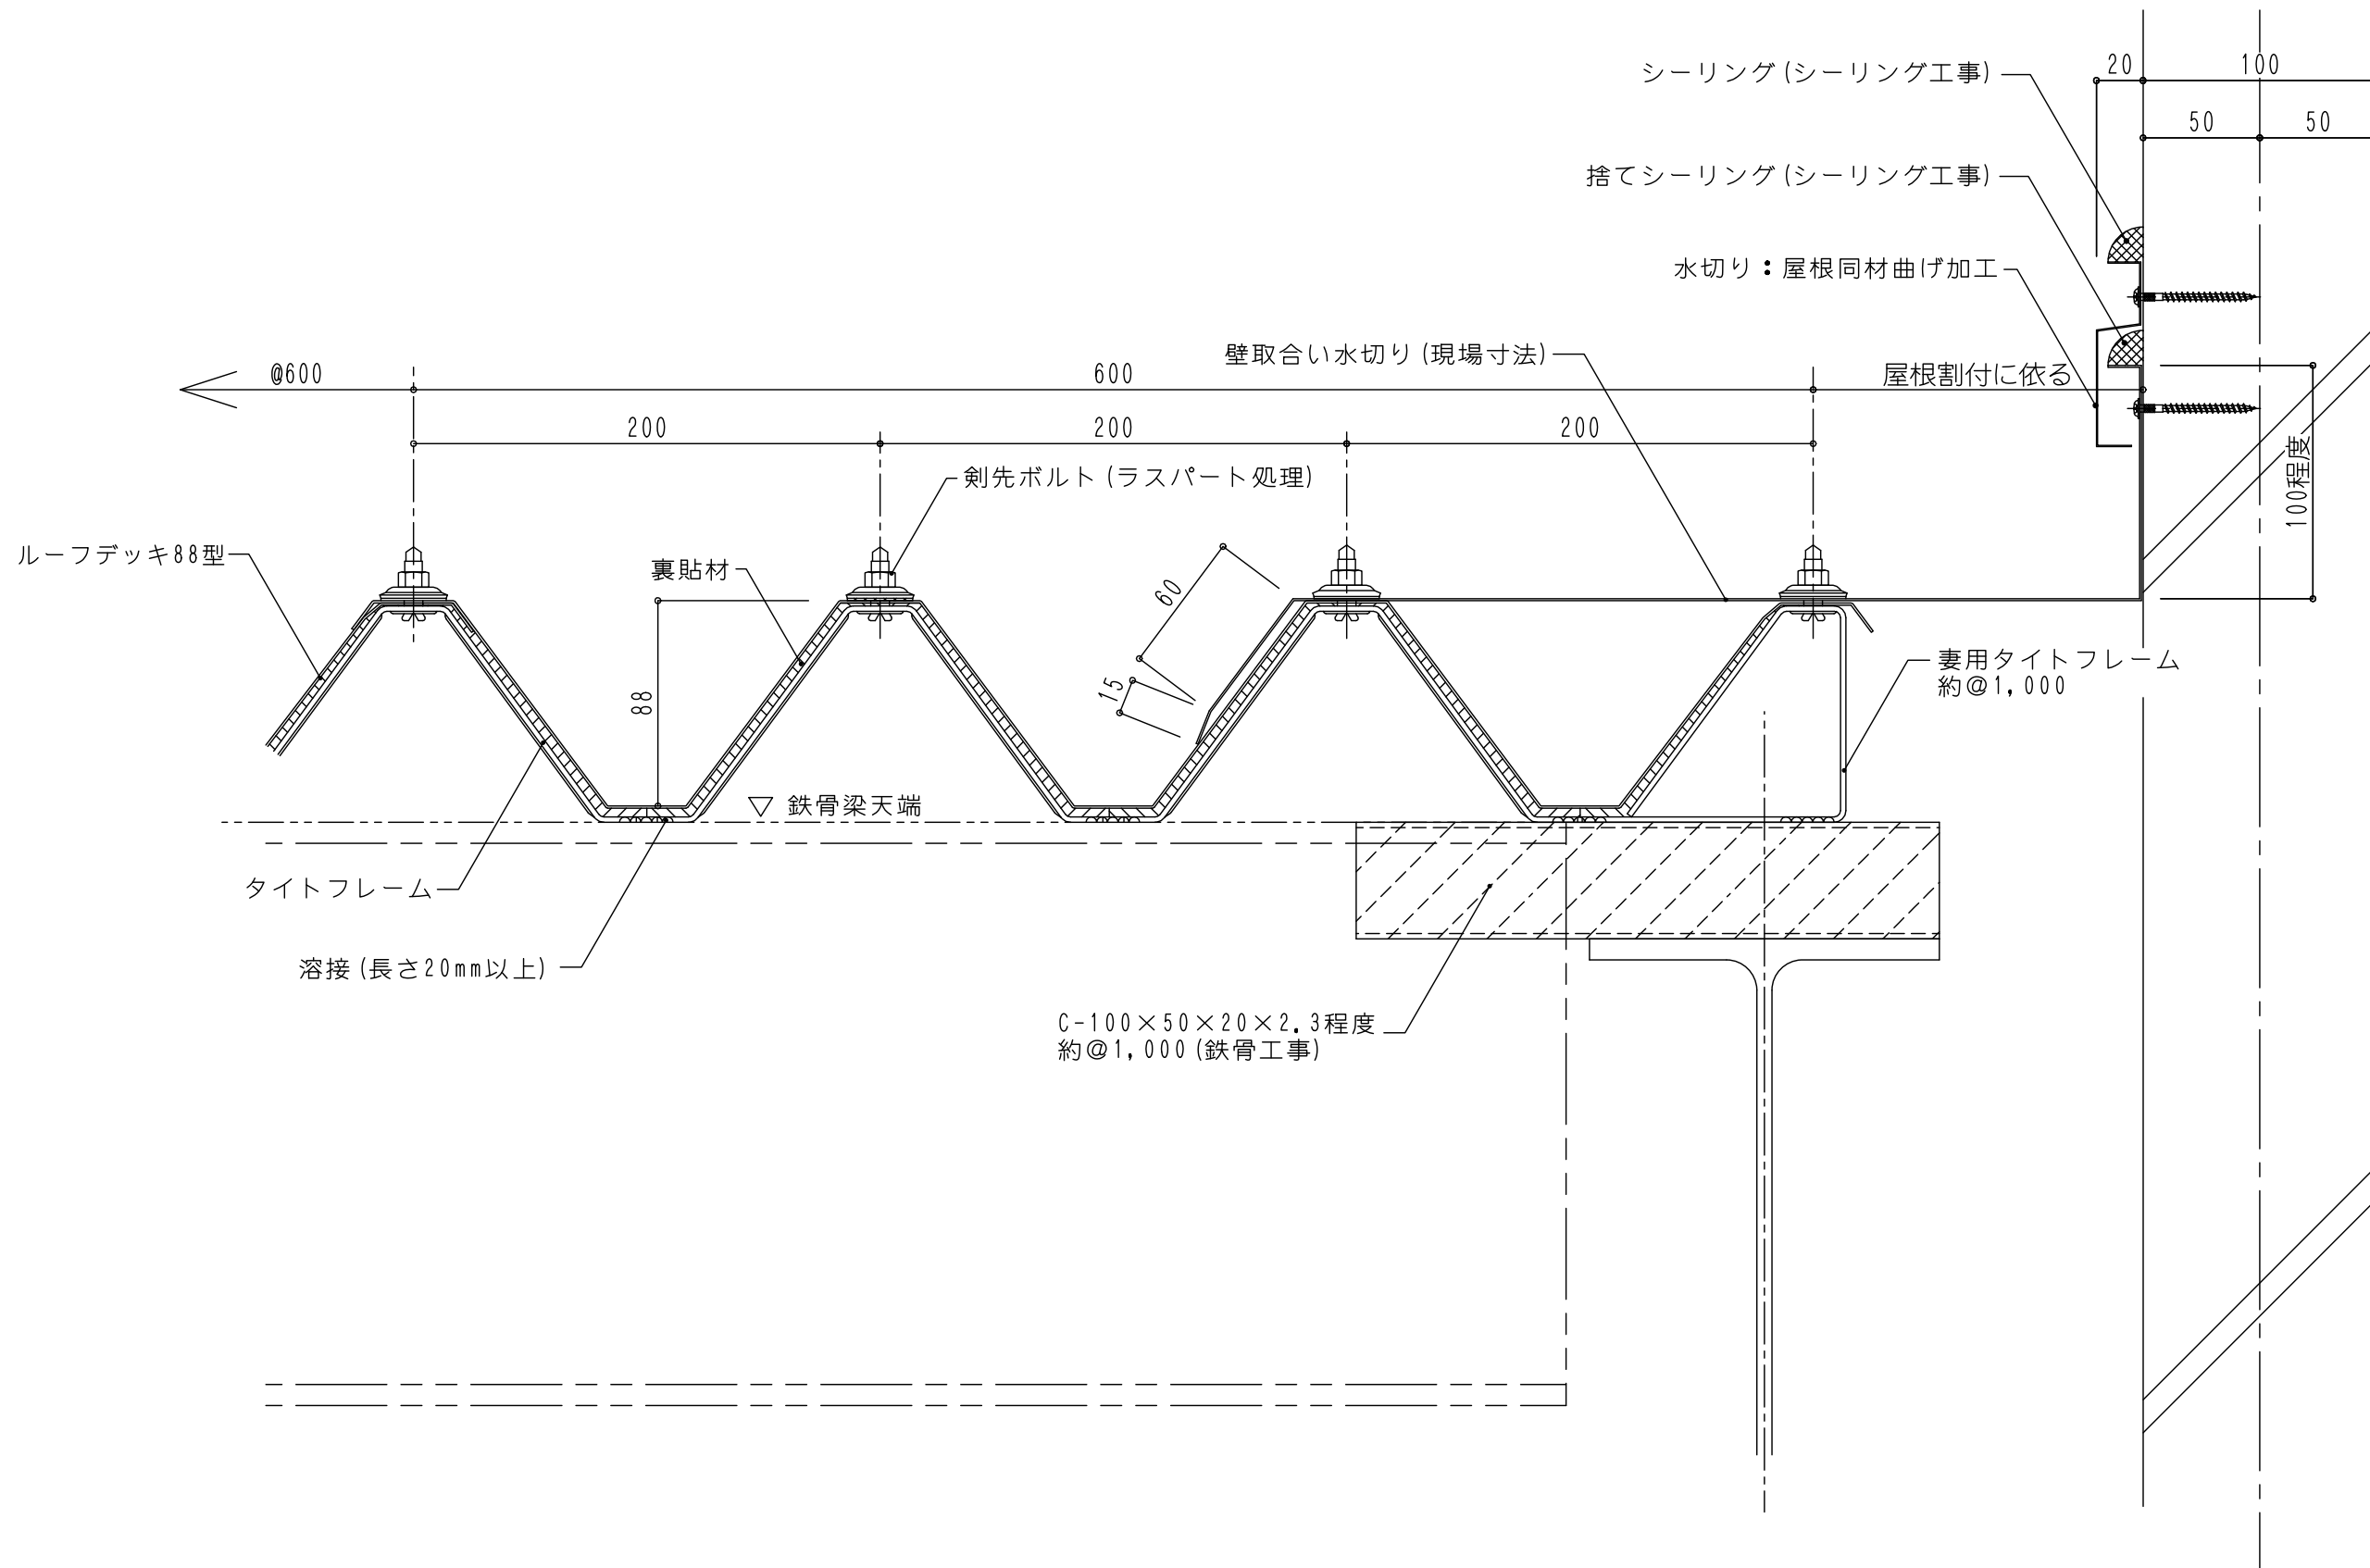 シーリング(シーリング工事)
20
100
50
50
捨てシーリング(シーリング工事)
水切り：屋根同材曲げ加工
壁取合い水切り(現場寸法)
@600
600
屋根割付に依る
200
200
200
剣先ボルト(ラスパート処理)
100程度
ルーフデッキ88型
裏貼材
60
15
88
妻用タイトフレーム
約@1,000
▽ 鉄骨梁天端
タイトフレーム
溶接(長さ20mm以上)
C-100×50×20×2.3程度
約@1,000(鉄骨工事)